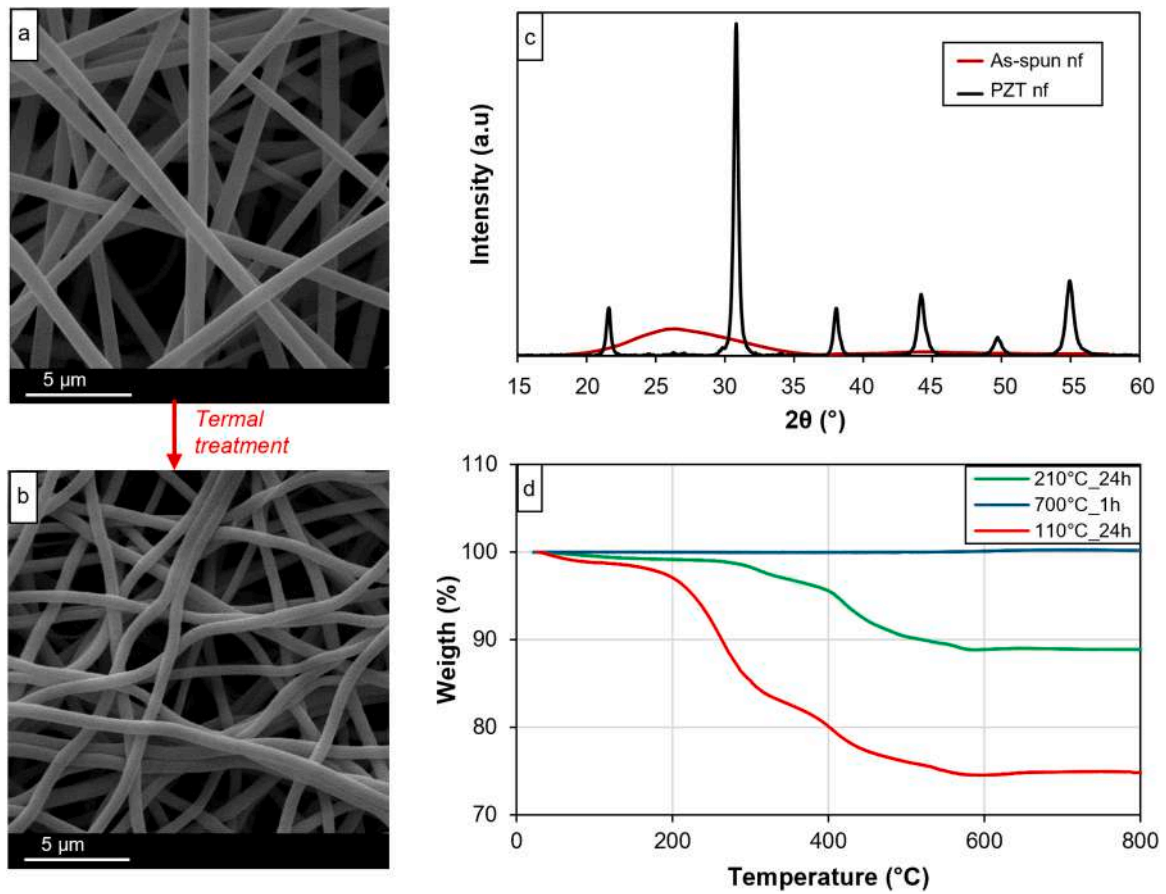 a
5 µm
Termal
treatment
b
5 µm
c
As-spun nf
PZT nf
Intensity (a.u)
15 20 25 30 35 40 45 50 55 60
2θ (°)
d
210°C_24h
700°C_1h
110°C_24h
110
100
90
80
70
Weigth (%)
0 200 400 600 800
Temperature (°C)